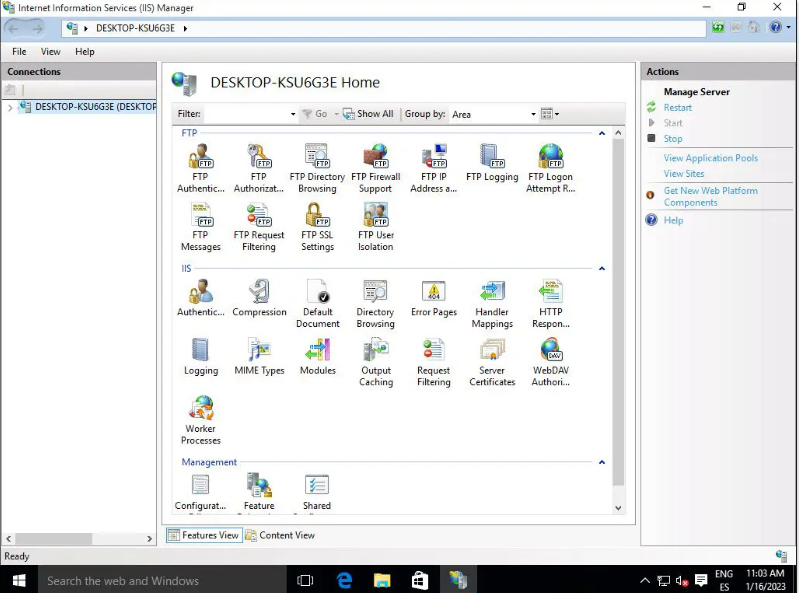 Internet Information Services (IIS) Manager
DESKTOP-KSU6G3E
File View Help
Connections
DESKTOP-KSU6G3E (DESKTOP
DESKTOP-KSU6G3E Home
Filter: Go Show All Group by: Area
FTP
FTP Authentic...
FTP Authorizat...
FTP Directory Browsing
FTP Firewall Support
FTP IP Address a...
FTP Logging
FTP Logon Attempt R...
FTP Messages
FTP Request Filtering
FTP SSL Settings
FTP User Isolation
IIS
Authentic...
Compression
Default Document
Directory Browsing
Error Pages
Handler Mappings
HTTP Respon...
Logging
MIME Types
Modules
Output Caching
Request Filtering
Server Certificates
WebDAV Authori...
Worker Processes
Management
Configurat...
Feature
Shared
Features View Content View
Actions
Manage Server
Restart
Start
Stop
View Application Pools
View Sites
Get New Web Platform
Components
Help
Ready
Search the web and Windows
ENG
ES
11:03 AM
1/16/2023